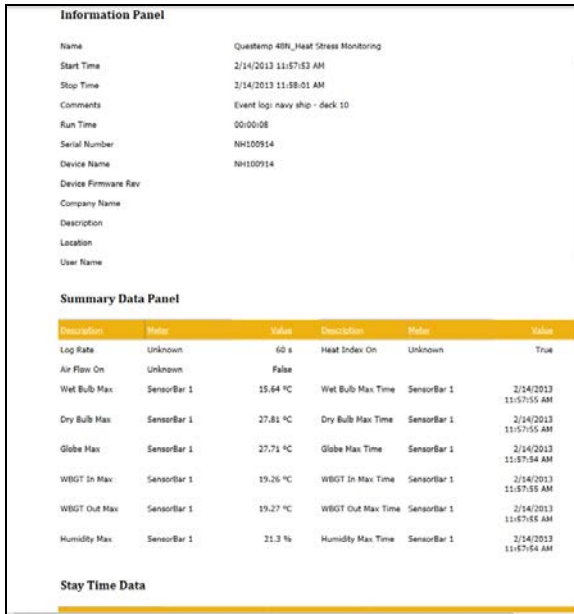 Information Panel
Name Questemp 48N_Heat Stress Monitoring
Start Time 2/14/2013 11:57:53 AM
Stop Time 2/14/2013 11:58:01 AM
Comments Event log: navy ship - deck 10
Run Time 00:00:08
Serial Number NH100914
Device Name NH100914
Device Firmware Rev
Company Name
Description
Location
User Name
Summary Data Panel
Description Meter Value Description Meter Value
Log Rate Unknown 60 s Heat Index On Unknown True
Air Flow On Unknown False
Wet Bulb Max SensorBar 1 15.64 ºC Wet Bulb Max Time SensorBar 1 2/14/2013
11:57:55 AM
Dry Bulb Max SensorBar 1 27.81 ºC Dry Bulb Max Time SensorBar 1 2/14/2013
11:57:55 AM
Globe Max SensorBar 1 27.71 ºC Globe Max Time SensorBar 1 2/14/2013
11:57:54 AM
WBGT In Max SensorBar 1 19.26 ºC WBGT In Max Time SensorBar 1 2/14/2013
11:57:55 AM
WBGT Out Max SensorBar 1 19.27 ºC WBGT Out Max Time SensorBar 1 2/14/2013
11:57:55 AM
Humidity Max SensorBar 1 21.3 % Humidity Max Time SensorBar 1 2/14/2013
11:57:54 AM
Stay Time Data